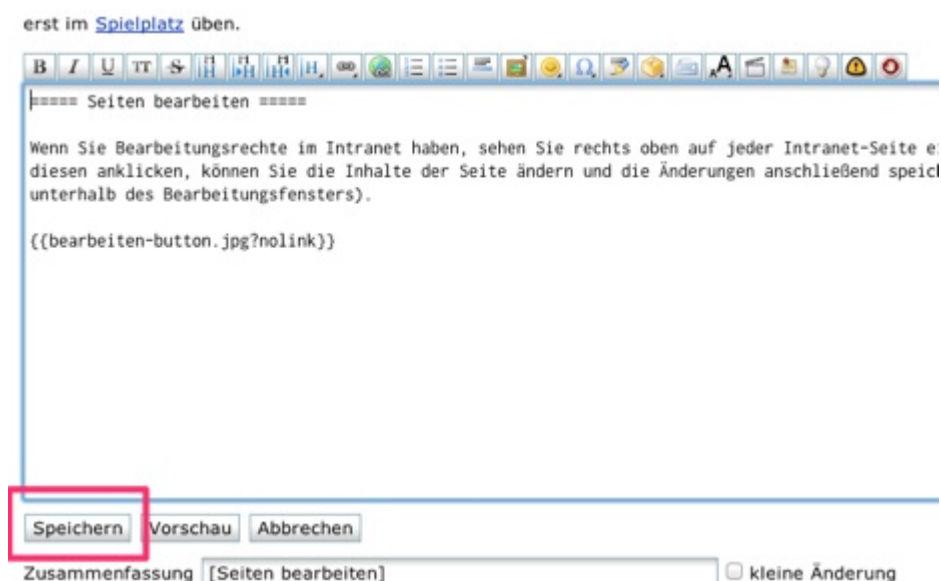 erst im Spielplatz üben.
B I U TT S H H H H Ω A
===== Seiten bearbeiten =====
Wenn Sie Bearbeitungsrechte im Intranet haben, sehen Sie rechts oben auf jeder Intranet-Seite
diesen anklicken, können Sie die Inhalte der Seite ändern und die Änderungen anschließend
unterhalb des Bearbeitungsfensters).
{{bearbeiten-button.jpg?nolink}}
Speichern Vorschau Abbrechen
Zusammenfassung [Seiten bearbeiten] kleine Änderung